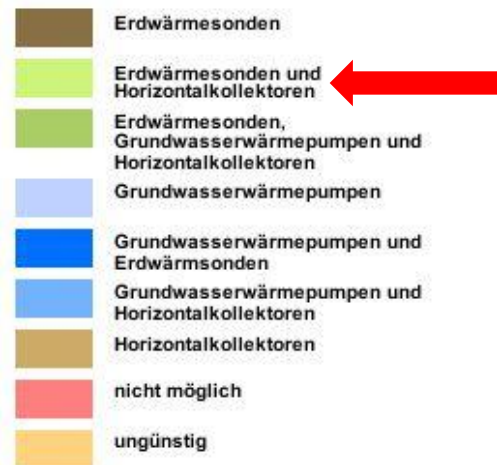 Erdwärmesonden
Erdwärmesonden und
Horizontalkollektoren
Erdwärmesonden,
Grundwasserwärmepumpen und
Horizontalkollektoren
Grundwasserwärmepumpen
Grundwasserwärmepumpen und
Erdwärmsonden
Grundwasserwärmepumpen und
Horizontalkollektoren
Horizontalkollektoren
nicht möglich
ungünstig